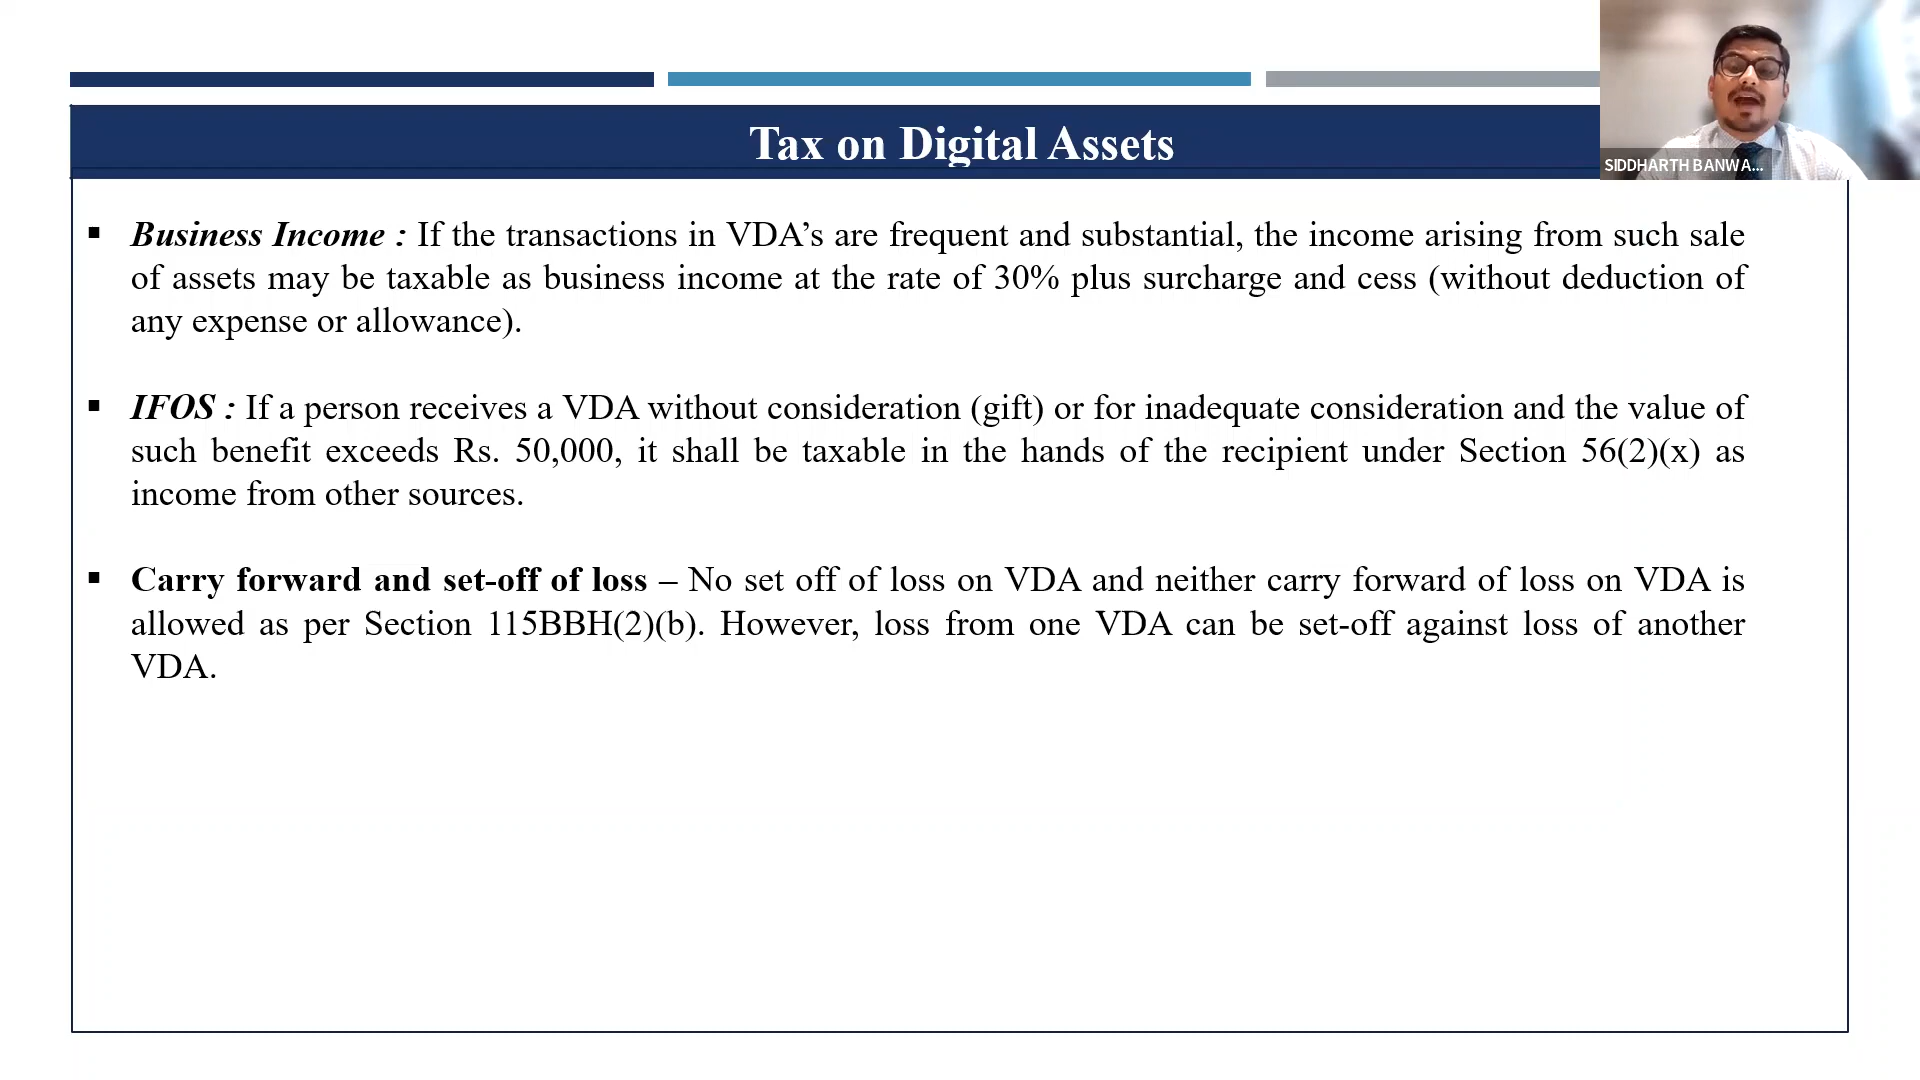 Tax on Digital Assets
SIDDHARTH BANWA...
▪ Business Income : If the transactions in VDA’s are frequent and substantial, the income arising from such sale
of assets may be taxable as business income at the rate of 30% plus surcharge and cess (without deduction of
any expense or allowance).
▪ IFOS : If a person receives a VDA without consideration (gift) or for inadequate consideration and the value of
such benefit exceeds Rs. 50,000, it shall be taxable in the hands of the recipient under Section 56(2)(x) as
income from other sources.
▪ Carry forward and set-off of loss – No set off of loss on VDA and neither carry forward of loss on VDA is
allowed as per Section 115BBH(2)(b). However, loss from one VDA can be set-off against loss of another
VDA.